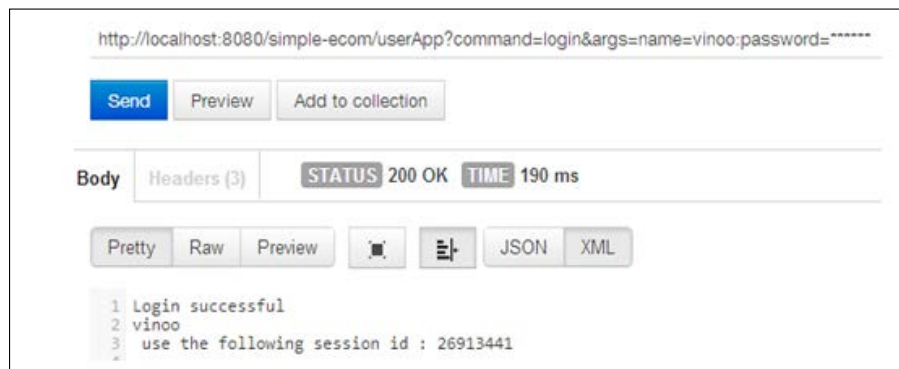 http://localhost:8080/simple-ecom/userApp?command=login&args=name=vinoo:password=******
Send Preview Add to collection
Body Headers (3) STATUS 200 OK TIME 190 ms
Pretty Raw Preview JSON XML
1 Login successful
2 vinoo
3 use the following session id : 26913441